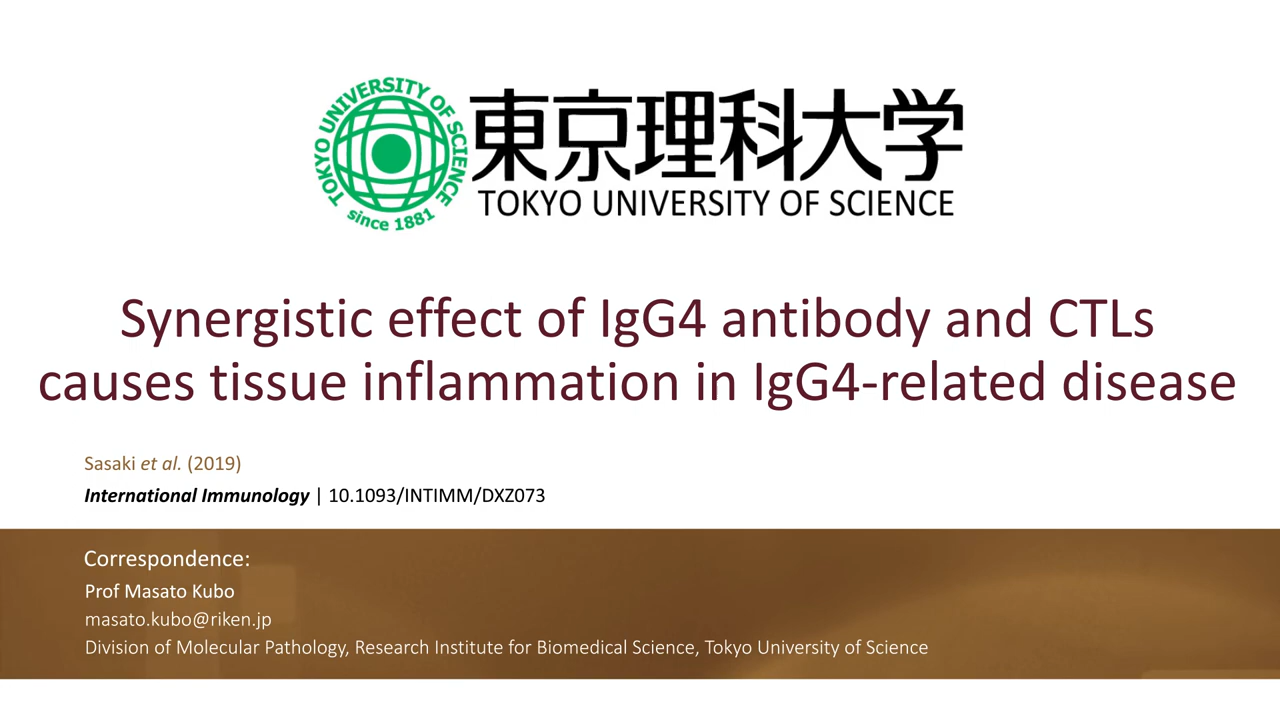 TOKYO UNIVERSITY OF SCIENCE
since 1881
東京理科大学
TOKYO UNIVERSITY OF SCIENCE
Synergistic effect of IgG4 antibody and CTLs
causes tissue inflammation in IgG4-related disease
Sasaki et al. (2019)
International Immunology | 10.1093/INTIMM/DXZ073
Correspondence:
Prof Masato Kubo
masato.kubo@riken.jp
Division of Molecular Pathology, Research Institute for Biomedical Science, Tokyo University of Science